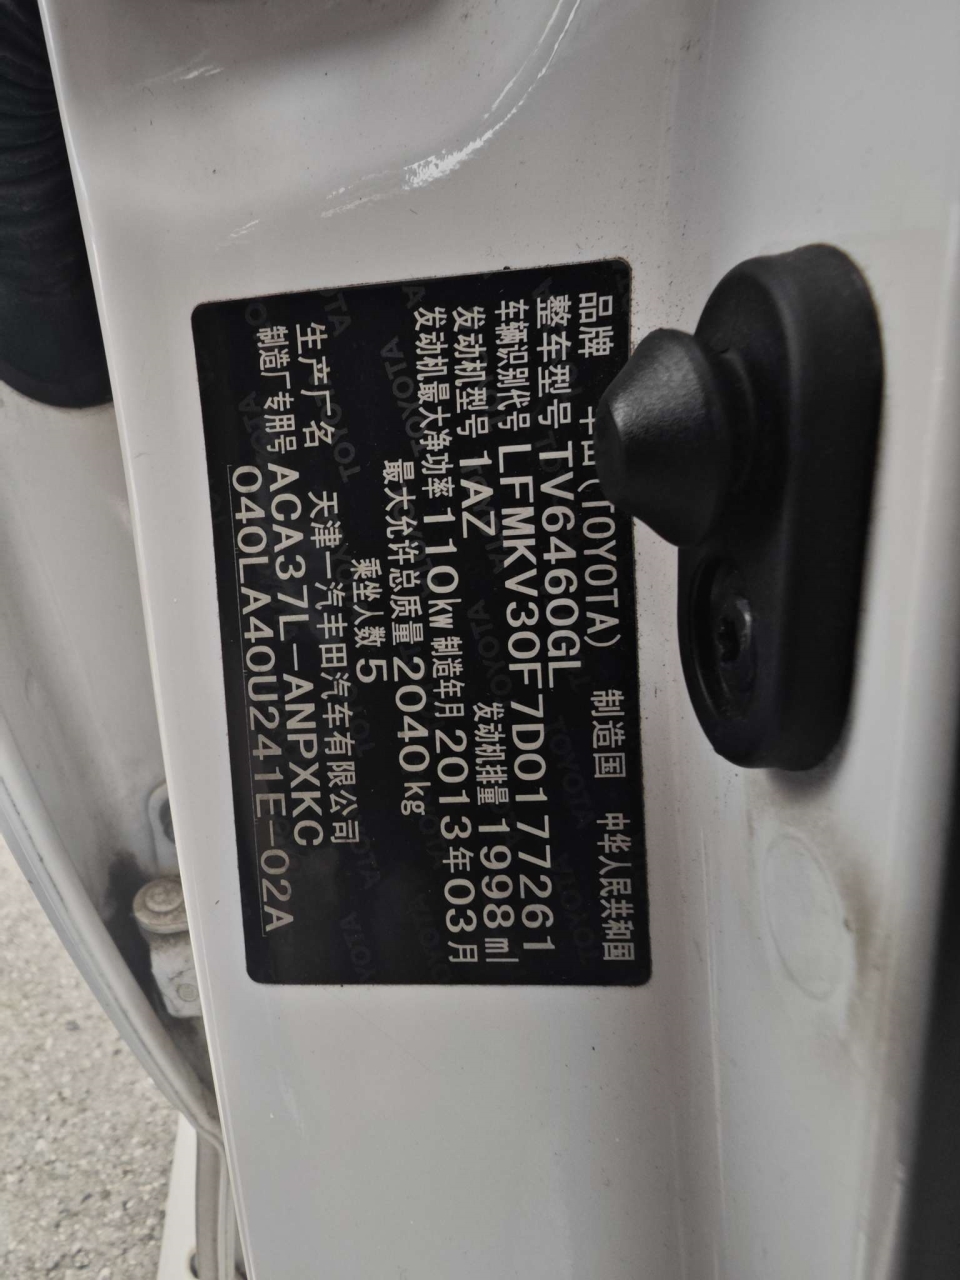 品牌 丰田(TOYOTA) 制造国 中华人民共和国
整车型号 TV6460GL
车辆识别代号 LFMKV30F7D0177261
发动机型号 1AZ 发动机排量 1998ml
发动机最大净功率 110kW 制造年月 2013年03月
最大允许总质量 2040kg
乘坐人数 5
生产厂名 天津一汽丰田汽车有限公司
制造厂专用号 ACA37L-ANPXKC
040LA40U241E-02A